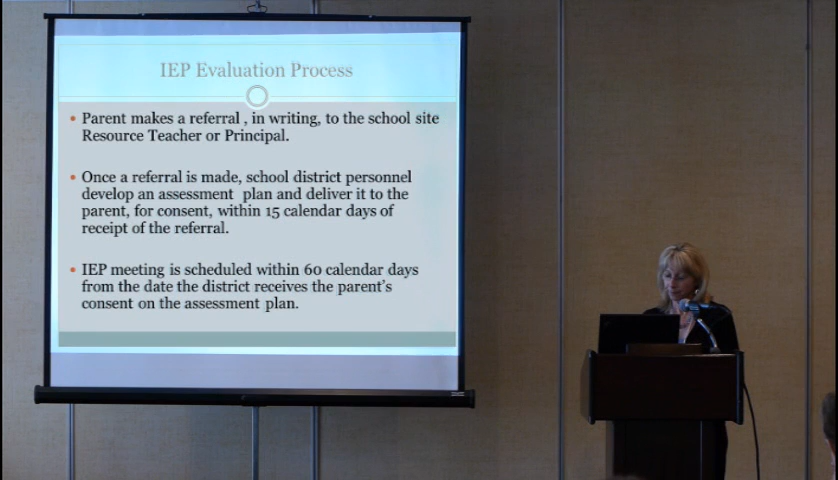 IEP Evaluation Process
• Parent makes a referral , in writing, to the school site
Resource Teacher or Principal.
• Once a referral is made, school district personnel
develop an assessment plan and deliver it to the
parent, for consent, within 15 calendar days of
receipt of the referral.
• IEP meeting is scheduled within 60 calendar days
from the date the district receives the parent's
consent on the assessment plan.